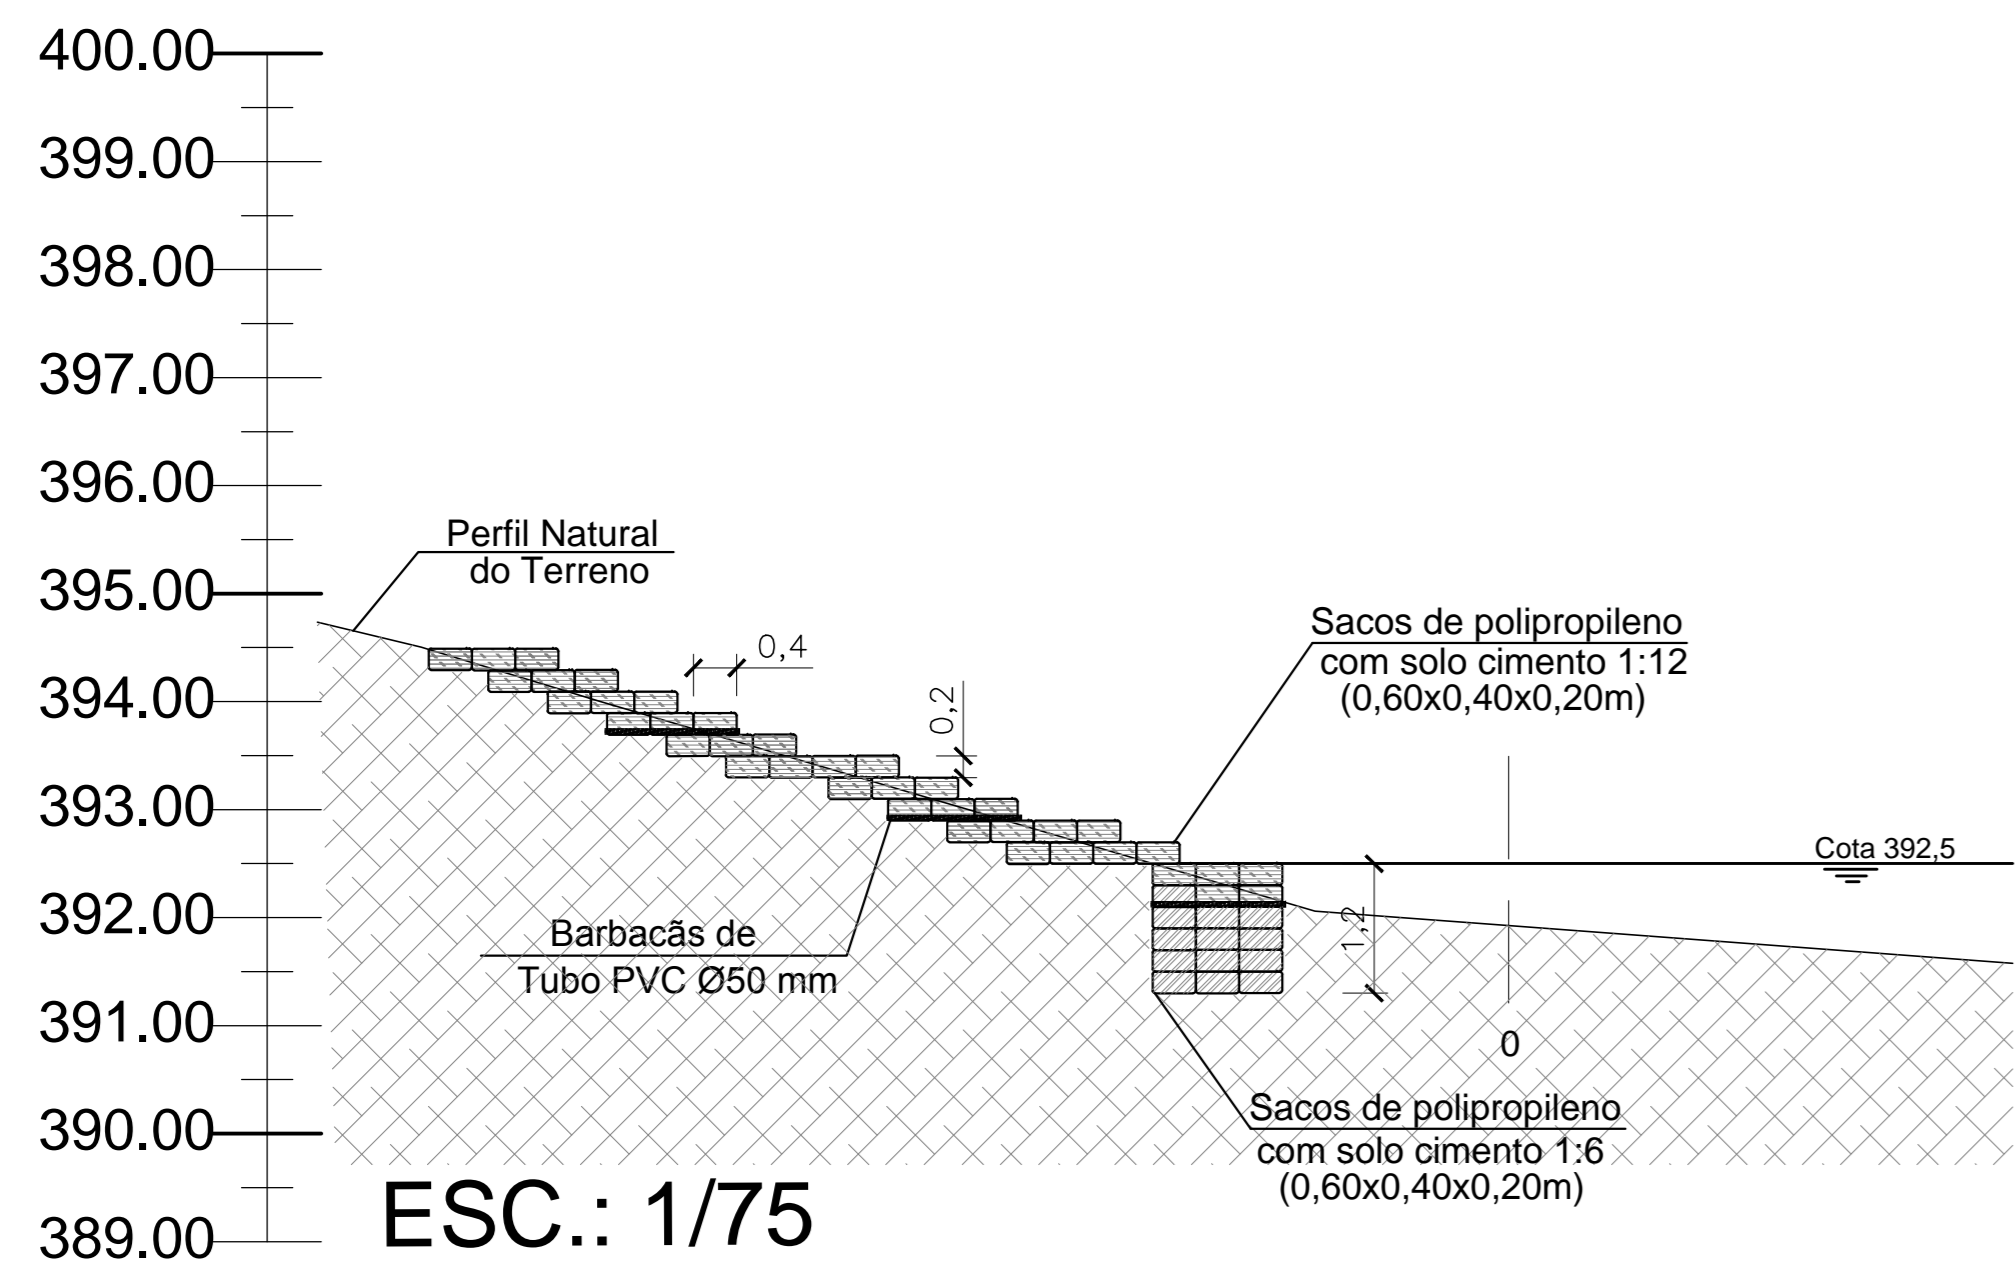 400.00
399.00
398.00
397.00
396.00
395.00
394.00
393.00
392.00
391.00
390.00
389.00
Perfil Natural
do Terreno
0,4
0,2
Sacos de polipropileno
com solo cimento 1:12
(0,60x0,40x0,20m)
Cota 392,5
Barbacãs de
Tubo PVC Ø50 mm
1,2
0
Sacos de polipropileno
com solo cimento 1:6
(0,60x0,40x0,20m)
ESC.: 1/75